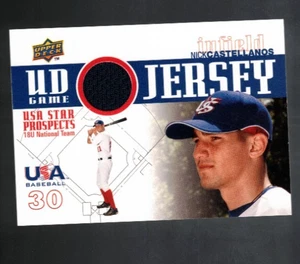 UPPER DECK
infield
NICK CASTELLANOS
UD JERSEY
GAME
USA STAR
PROSPECTS
18U National Team
USA
BASEBALL
30